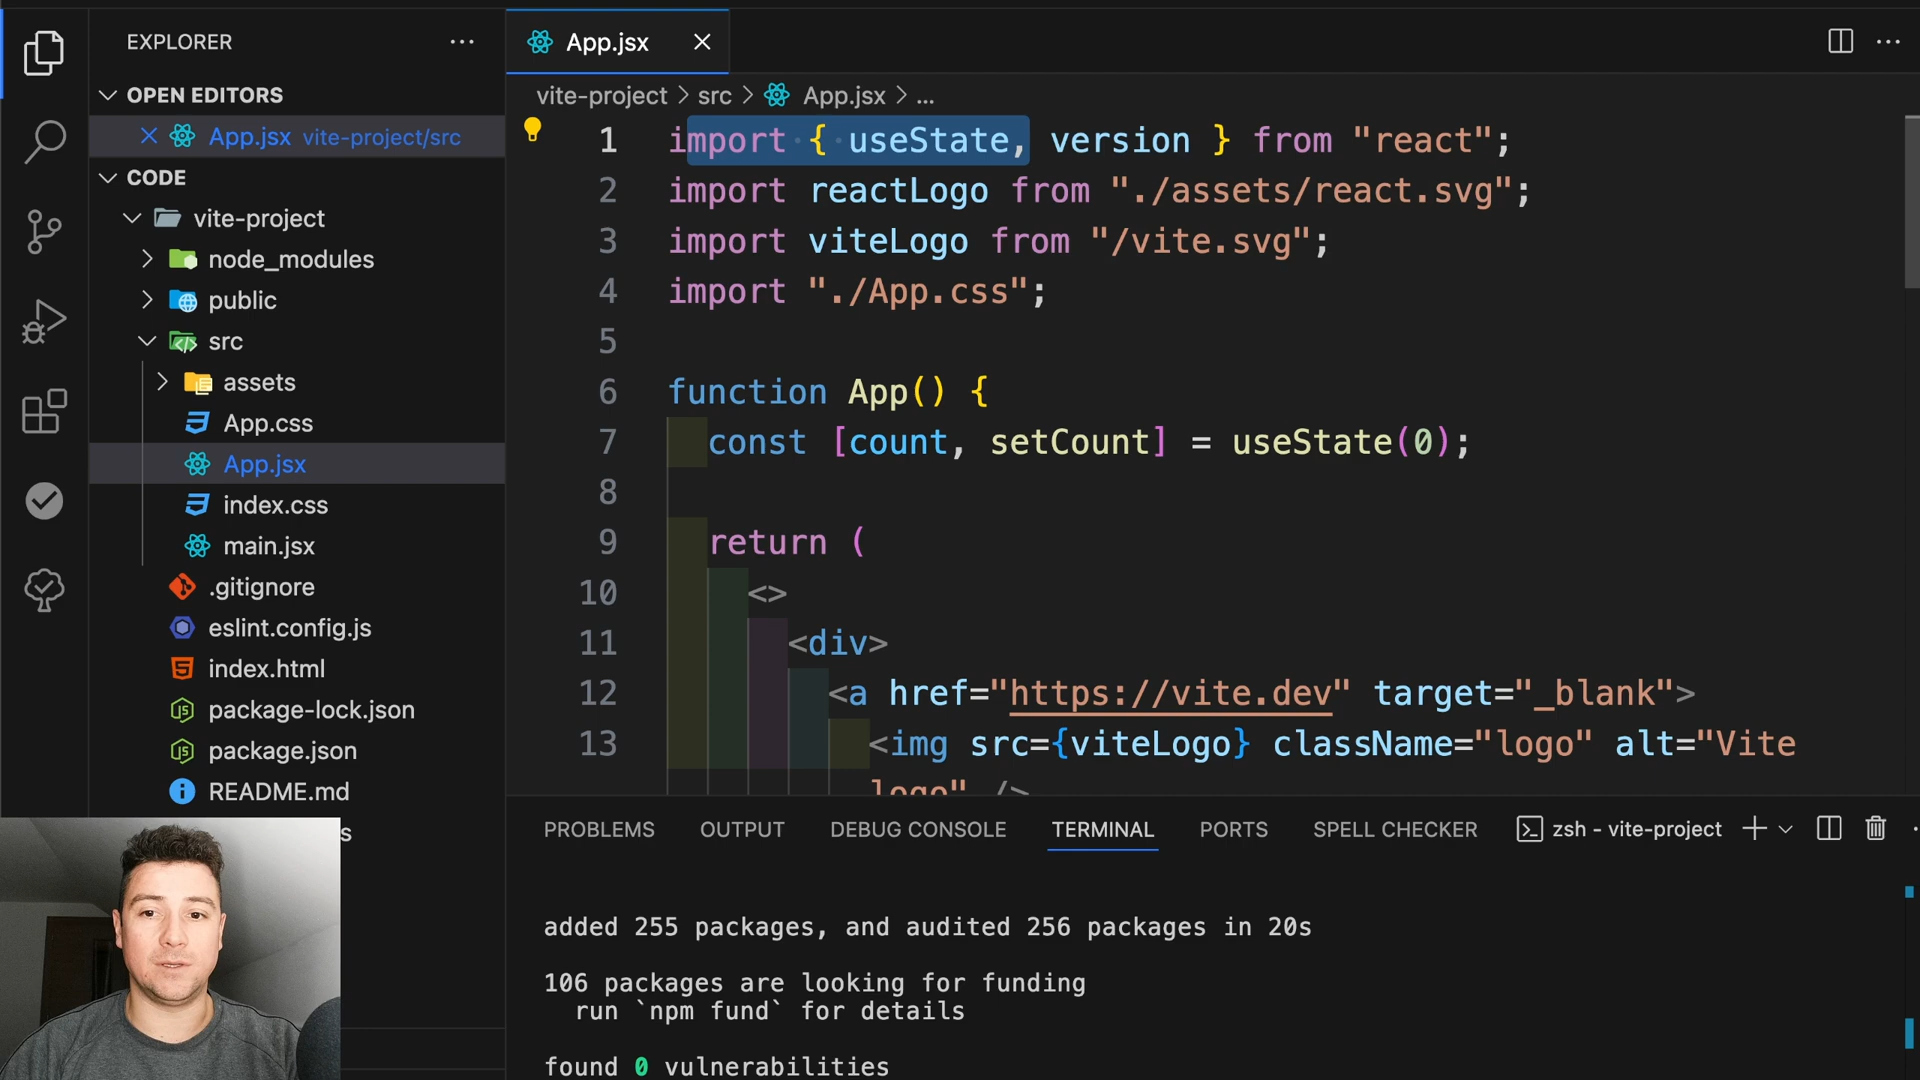 EXPLORER
OPEN EDITORS
App.jsx vite-project/src
CODE
vite-project
node_modules
public
src
assets
App.css
App.jsx
index.css
main.jsx
.gitignore
eslint.config.js
index.html
package-lock.json
package.json
README.md
s
App.jsx
vite-project > src > App.jsx > ...
1 import { useState, version } from "react";
2 import reactLogo from "./assets/react.svg";
3 import viteLogo from "/vite.svg";
4 import "./App.css";
5
6 function App() {
7 const [count, setCount] = useState(0);
8
9 return (
10 <>
11 <div>
12 <a href="https://vite.dev" target="_blank">
13 <img src={viteLogo} className="logo" alt="Vite
logo" />
PROBLEMS OUTPUT DEBUG CONSOLE TERMINAL PORTS SPELL CHECKER zsh - vite-project
added 255 packages, and audited 256 packages in 20s
106 packages are looking for funding
run `npm fund` for details
found 0 vulnerabilities